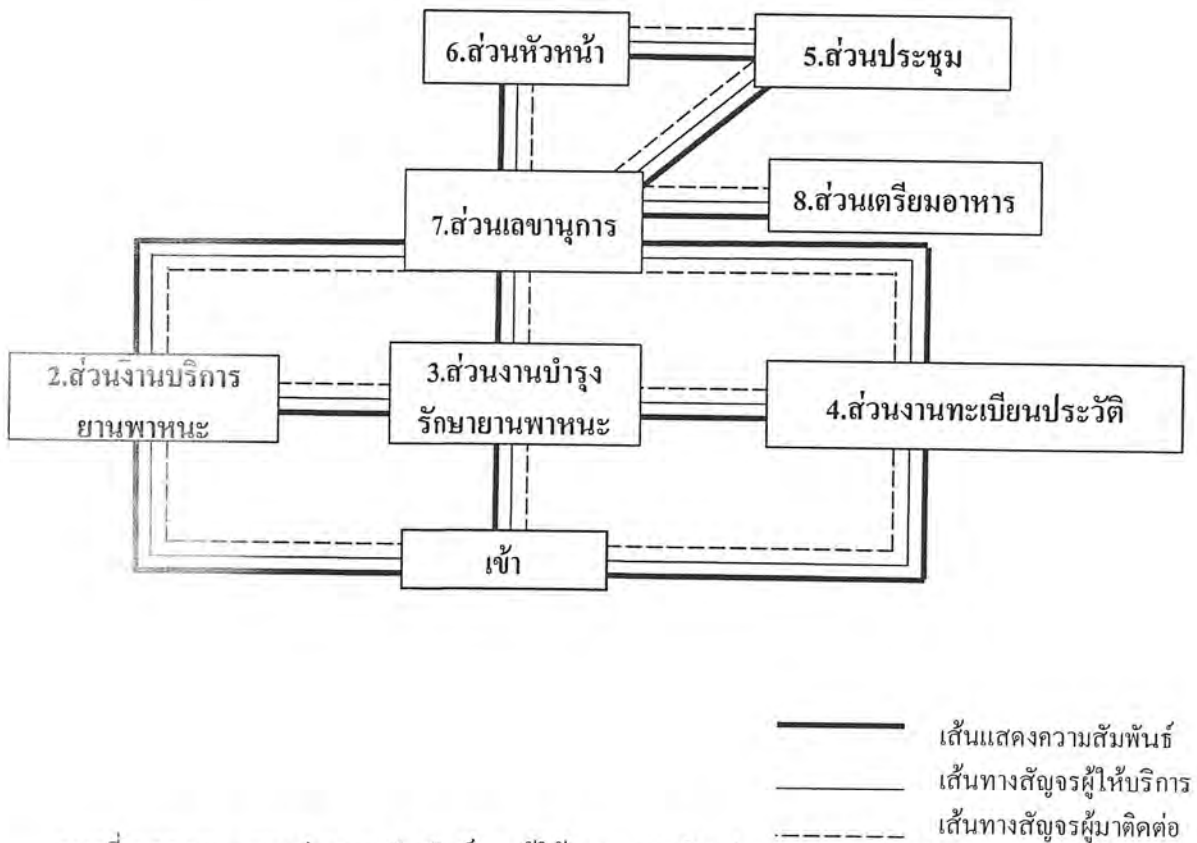 6.ส่วนหัวหน้า
5.ส่วนประชุม
8.ส่วนเตรียมอาหาร
7.ส่วนเลขานุการ
2.ส่วนงานบริการ
ยานพาหนะ
3.ส่วนงานบำรุง
รักษายานพาหนะ
4.ส่วนงานทะเบียนประวัติ
เข้า
เส้นแสดงความสัมพันธ์
เส้นทางสัญจรผู้ให้บริการ
เส้นทางสัญจรผู้มาติดต่อ